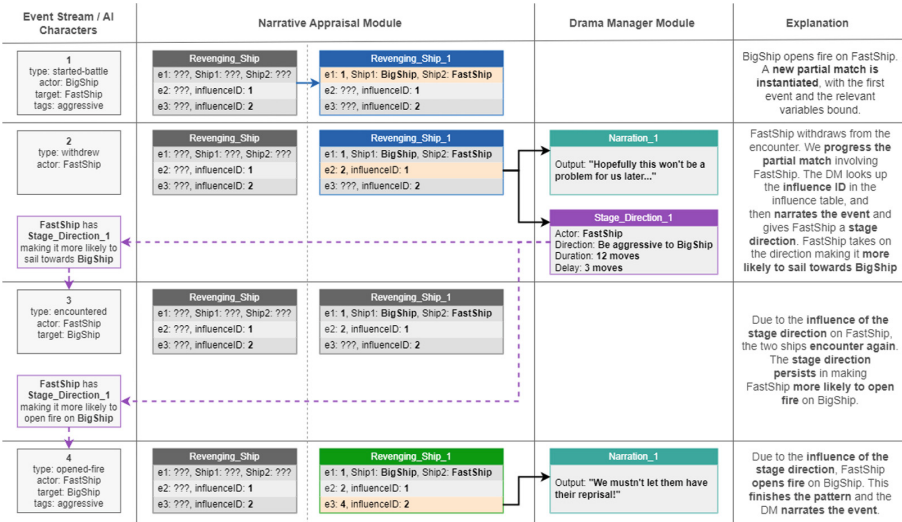 Event Stream / AI
Characters
Narrative Appraisal Module
Drama Manager Module
Explanation
1
type: started-battle
actor: BigShip
target: FastShip
tags: aggressive
Revenging_Ship
e1: ???, Ship1: ???, Ship2: ???
e2: ???, influenceID: 1
e3: ???, influenceID: 2
Revenging_Ship_1
e1: 1, Ship1: BigShip, Ship2: FastShip
e2: ???, influenceID: 1
e3: ???, influenceID: 2
BigShip opens fire on FastShip.
A new partial match is
instantiated, with the first
event and the relevant
variables bound.
2
type: withdrew
actor: FastShip
Revenging_Ship
e1: ???, Ship1: ???, Ship2: ???
e2: ???, influenceID: 1
e3: ???, influenceID: 2
Revenging_Ship_1
e1: 1, Ship1: BigShip, Ship2: FastShip
e2: 2, influenceID: 1
e3: ???, influenceID: 2
Narration_1
Output: "Hopefully this won't be a
problem for us later..."
FastShip withdraws from the
encounter. We progress the
partial match involving
FastShip. The DM looks up
the influence ID in the
influence table, and
then narrates the event and
gives FastShip a stage
direction. FastShip takes on
the direction making it more
likely to sail towards BigShip
FastShip has
Stage_Direction_1
making it more likely to
sail towards BigShip
Stage_Direction_1
Actor: FastShip
Direction: Be aggressive to BigShip
Duration: 12 moves
Delay: 3 moves
3
type: encountered
actor: FastShip
target: BigShip
Revenging_Ship
e1: ???, Ship1: ???, Ship2: ???
e2: ???, influenceID: 1
e3: ???, influenceID: 2
Revenging_Ship_1
e1: 1, Ship1: BigShip, Ship2: FastShip
e2: 2, influenceID: 1
e3: ???, influenceID: 2
Due to the influence of the
stage direction on FastShip,
the two ships encounter again.
The stage direction
persists in making
FastShip more likely to open
fire on BigShip.
FastShip has
Stage_Direction_1
making it more likely to
open fire on BigShip
4
type: opened-fire
actor: FastShip
target: BigShip
tags: aggressive
Revenging_Ship
e1: ???, Ship1: ???, Ship2: ???
e2: ???, influenceID: 1
e3: ???, influenceID: 2
Revenging_Ship_1
e1: 1, Ship1: BigShip, Ship2: FastShip
e2: 2, influenceID: 1
e3: 4, influenceID: 2
Narration_1
Output: "We mustn't let them have
their reprisal!"
Due to the influence of the
stage direction, FastShip
opens fire on BigShip. This
finishes the pattern and the
DM narrates the event.